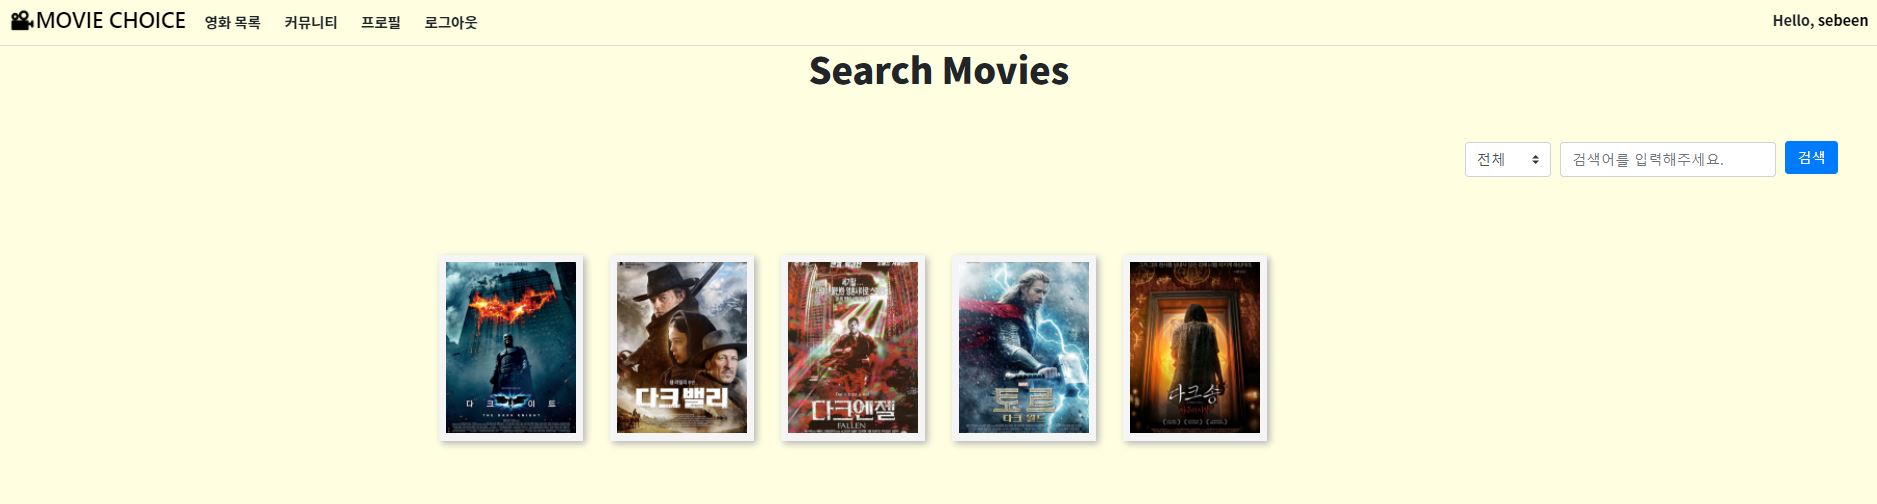 MOVIE CHOICE 영화 목록 커뮤니티 프로필 로그아웃 Hello, sebeen
Search Movies
전체 검색어를 입력해주세요. 검색
다크 나이트
THE DARK KNIGHT
다크 밸리
다크엔젤
FALLEN
토르
다크 월드
다크송